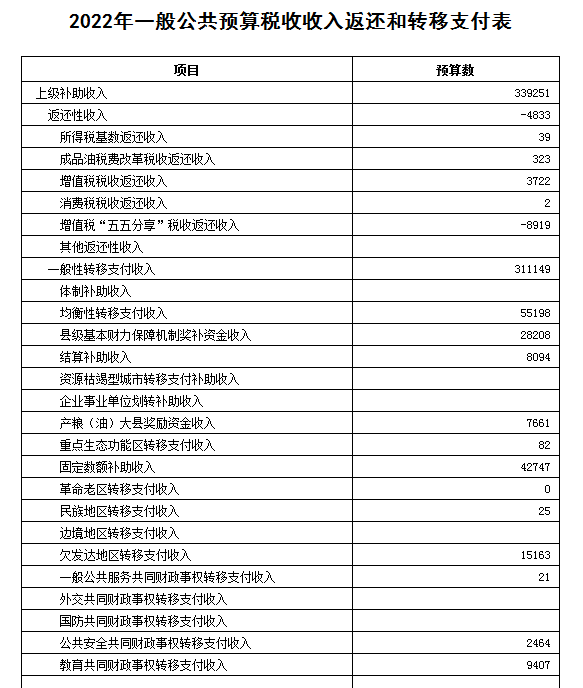 2022年一般公共预算税收收入返还和转移支付表
项目 预算数
上级补助收入 339251
返还性收入 -4833
所得税基数返还收入 39
成品油税费改革税收返还收入 323
增值税税收返还收入 3722
消费税税收返还收入 2
增值税“五五分享”税收返还收入 -8919
其他返还性收入
一般性转移支付收入 311149
体制补助收入
均衡性转移支付收入 55198
县级基本财力保障机制奖补资金收入 28208
结算补助收入 8094
资源枯竭型城市转移支付补助收入
企业事业单位划转补助收入
产粮（油）大县奖励资金收入 7661
重点生态功能区转移支付收入 82
固定数额补助收入 42747
革命老区转移支付收入 0
民族地区转移支付收入 25
边境地区转移支付收入
欠发达地区转移支付收入 15163
一般公共服务共同财政事权转移支付收入 21
外交共同财政事权转移支付收入
国防共同财政事权转移支付收入
公共安全共同财政事权转移支付收入 2464
教育共同财政事权转移支付收入 9407